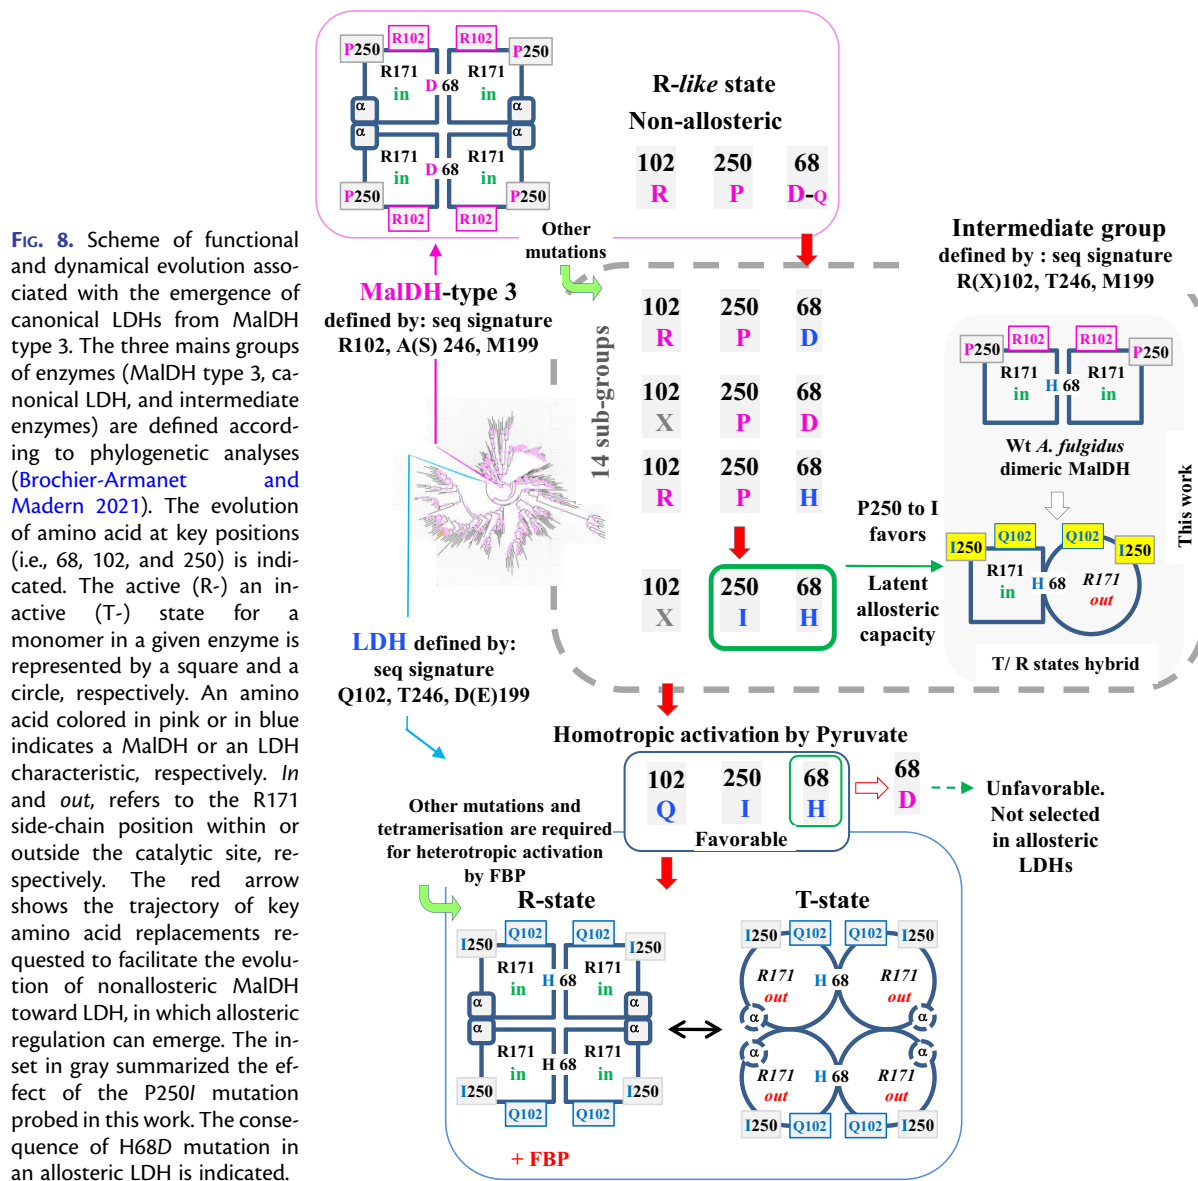 FIG. 8. Scheme of functional
and dynamical evolution asso-
ciated with the emergence of
canonical LDHs from MalDH
type 3. The three mains groups
of enzymes (MalDH type 3, ca-
nonical LDH, and intermediate
enzymes) are defined accord-
ing to phylogenetic analyses
(Brochier-Armanet and
Madern 2021). The evolution
of amino acid at key positions
(i.e., 68, 102, and 250) is indi-
cated. The active (R-) an in-
active (T-) state for a
monomer in a given enzyme is
represented by a square and a
circle, respectively. An amino
acid colored in pink or in blue
indicates a MalDH or an LDH
characteristic, respectively. In
and out, refers to the R171
side-chain position within or
outside the catalytic site, re-
spectively. The red arrow
shows the trajectory of key
amino acid replacements re-
quested to facilitate the evolu-
tion of nonallosteric MalDH
toward LDH, in which allosteric
regulation can emerge. The in-
set in gray summarized the ef-
fect of the P250I mutation
probed in this work. The conse-
quence of H68D mutation in
an allosteric LDH is indicated.
R102 R102
P250 P250
R171 R171
in D 68 in
α α
α α
R171 R171
in D 68 in
P250 P250
R102 R102
R-like state
Non-allosteric
102 250 68
R P D-Q
Other
mutations
MalDH-type 3
defined by: seq signature
R102, A(S) 246, M199
14 sub-groups
102 250 68
R P D
102 250 68
X P D
102 250 68
R P H
102 250 68
X I H
P250 to I
favors
Latent
allosteric
capacity
Intermediate group
defined by : seq signature
R(X)102, T246, M199
R102 R102
P250 P250
R171 R171
in H 68 in
Wt A. fulgidus
dimeric MalDH
I250 Q102 Q102 I250
R171 R171
in H 68 out
T/ R states hybrid
This work
LDH defined by:
seq signature
Q102, T246, D(E)199
Homotropic activation by Pyruvate
102 250 68
Q I H
Favorable
68
D
Unfavorable.
Not selected
in allosteric
LDHs
Other mutations and
tetramerisation are required
for heterotropic activation
by FBP
R-state
Q102 Q102
I250 I250
R171 R171
in H 68 in
α α
α α
R171 R171
in H 68 in
I250 I250
Q102 Q102
+ FBP
T-state
I250 Q102 Q102 I250
R171 R171
out H 68 out
α α
α α
R171 R171
out H 68 out
I250 Q102 Q102 I250